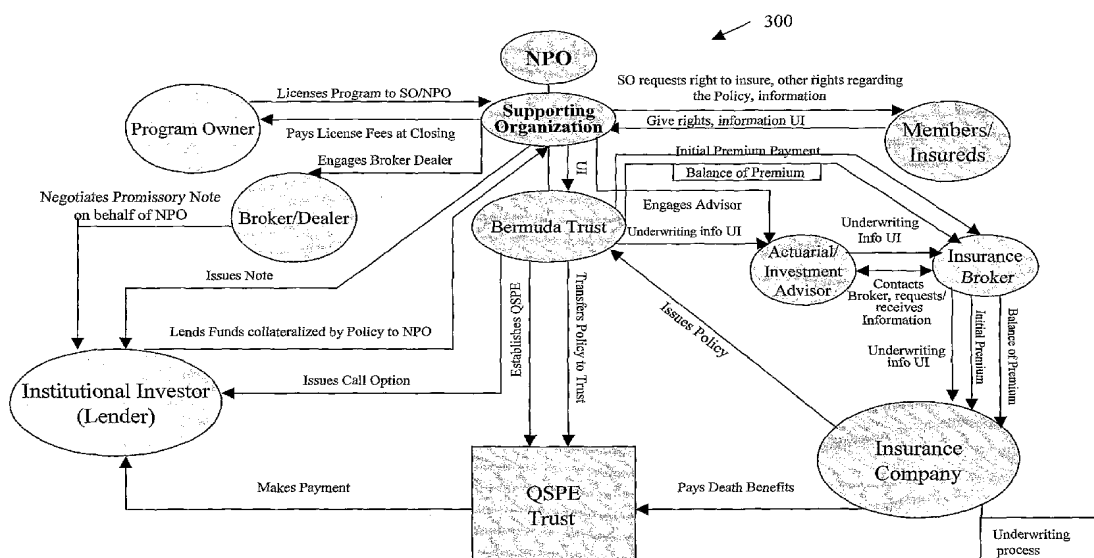 300
NPO
SO requests right to insure, other rights regarding
the Policy, information
Licenses Program to SO/NPO
Supporting
Organization
Program Owner
Give rights, information UI
Members/
Insureds
Pays License Fees at Closing
Engages Broker Dealer
Initial Premium Payment
UI
Balance of Premium
Negotiates Promissory Note
on behalf of NPO
Broker/Dealer
Engages Advisor
Bermuda Trust
Underwriting info UI
Underwriting
Info UI
Actuarial/
Investment
Advisor
Insurance
Broker
Issues Note
Contacts
Broker, requests/
receives
Information
Establishes QSPE
Transfers Policy to Trust
Issues Policy
Initial Premium
Balance of Premium
Lends Funds collateralized by Policy to NPO
Underwriting
info UI
Issues Call Option
Institutional Investor
(Lender)
Insurance
Company
Makes Payment
QSPE
Trust
Pays Death Benefits
Underwriting
process